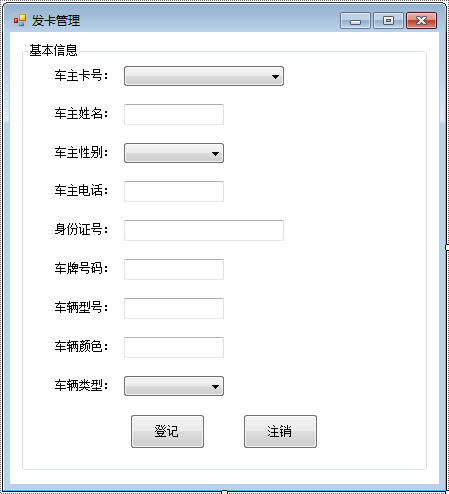 发卡管理
基本信息
车主卡号：
车主姓名：
车主性别：
车主电话：
身份证号：
车牌号码：
车辆型号：
车辆颜色：
车辆类型：
登记 注销